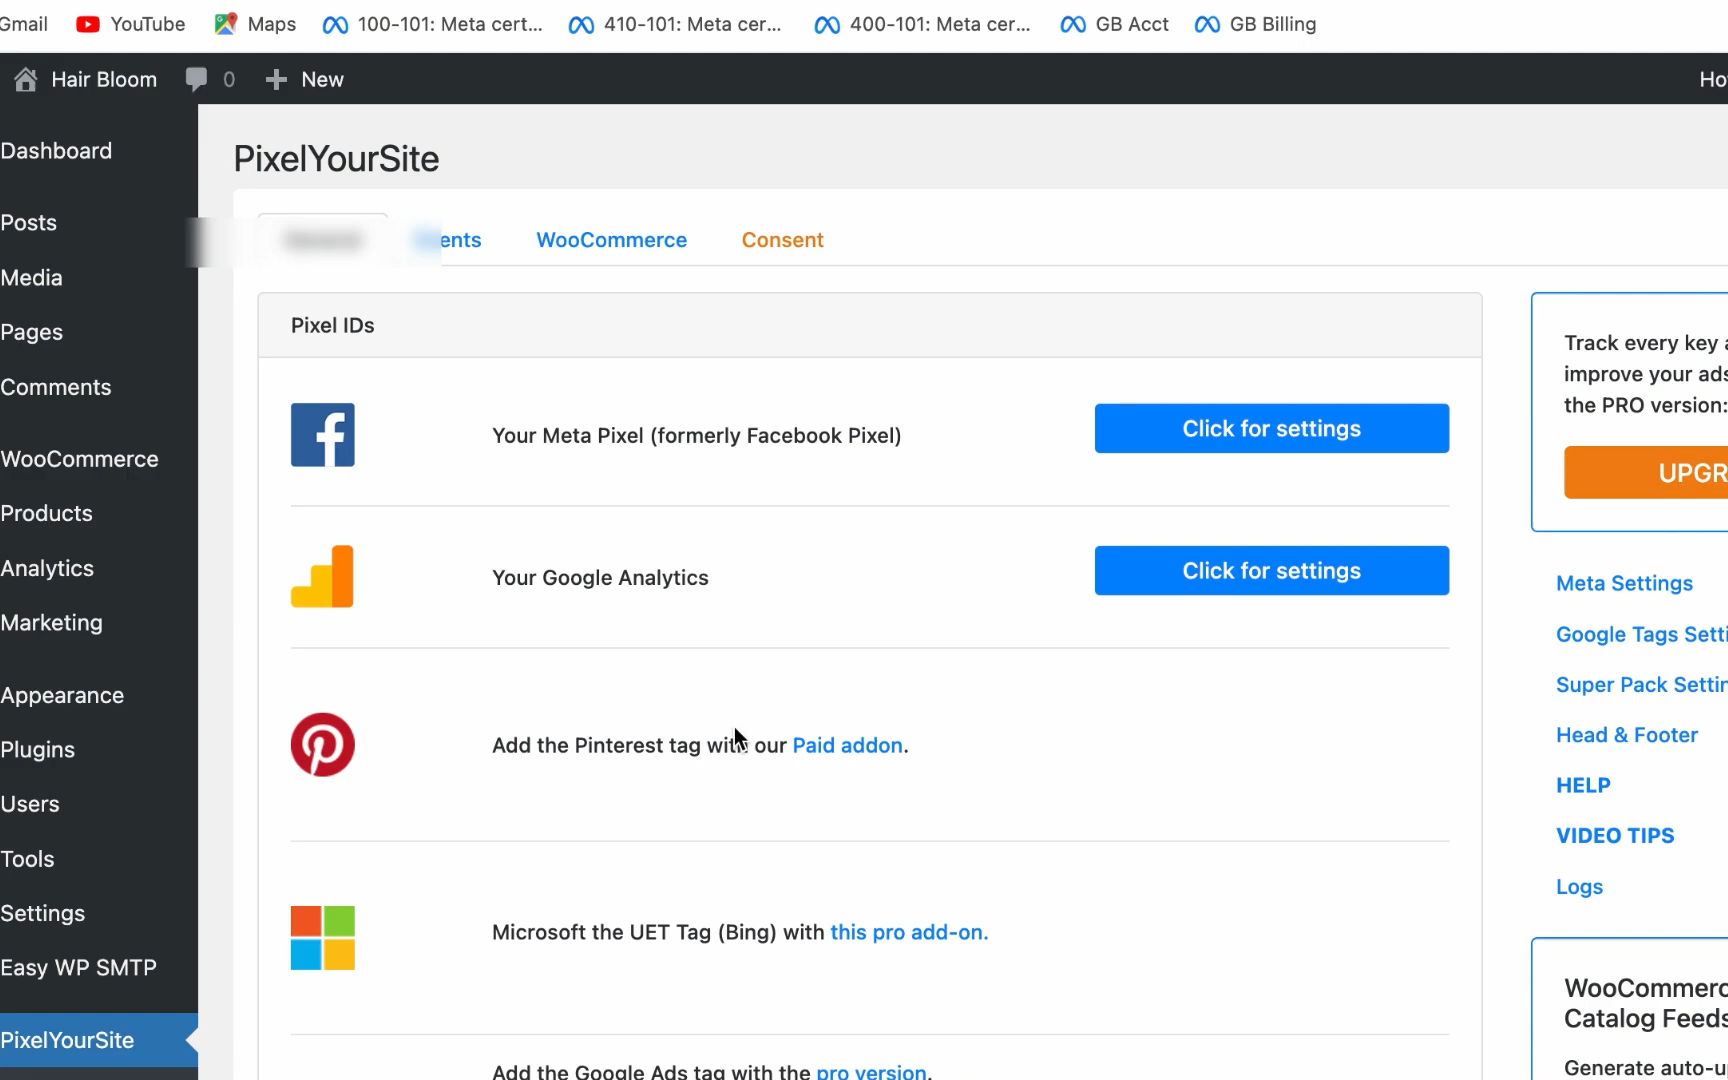 Gmail YouTube Maps 100-101: Meta cert... 410-101: Meta cer... 400-101: Meta cer... GB Acct GB Billing
Hair Bloom 0 New
Dashboard
Posts
Media
Pages
Comments
WooCommerce
Products
Analytics
Marketing
Appearance
Plugins
Users
Tools
Settings
Easy WP SMTP
PixelYourSite
PixelYourSite
ents WooCommerce Consent
Pixel IDs
Your Meta Pixel (formerly Facebook Pixel) Click for settings
Your Google Analytics Click for settings
Add the Pinterest tag with our Paid addon.
Microsoft the UET Tag (Bing) with this pro add-on.
Add the Google Ads tag with the pro version.
Track every key
improve your ads
the PRO version:
UPGR
Meta Settings
Google Tags Setti
Super Pack Settin
Head & Footer
HELP
VIDEO TIPS
Logs
WooCommerc
Catalog Feeds
Generate auto-u